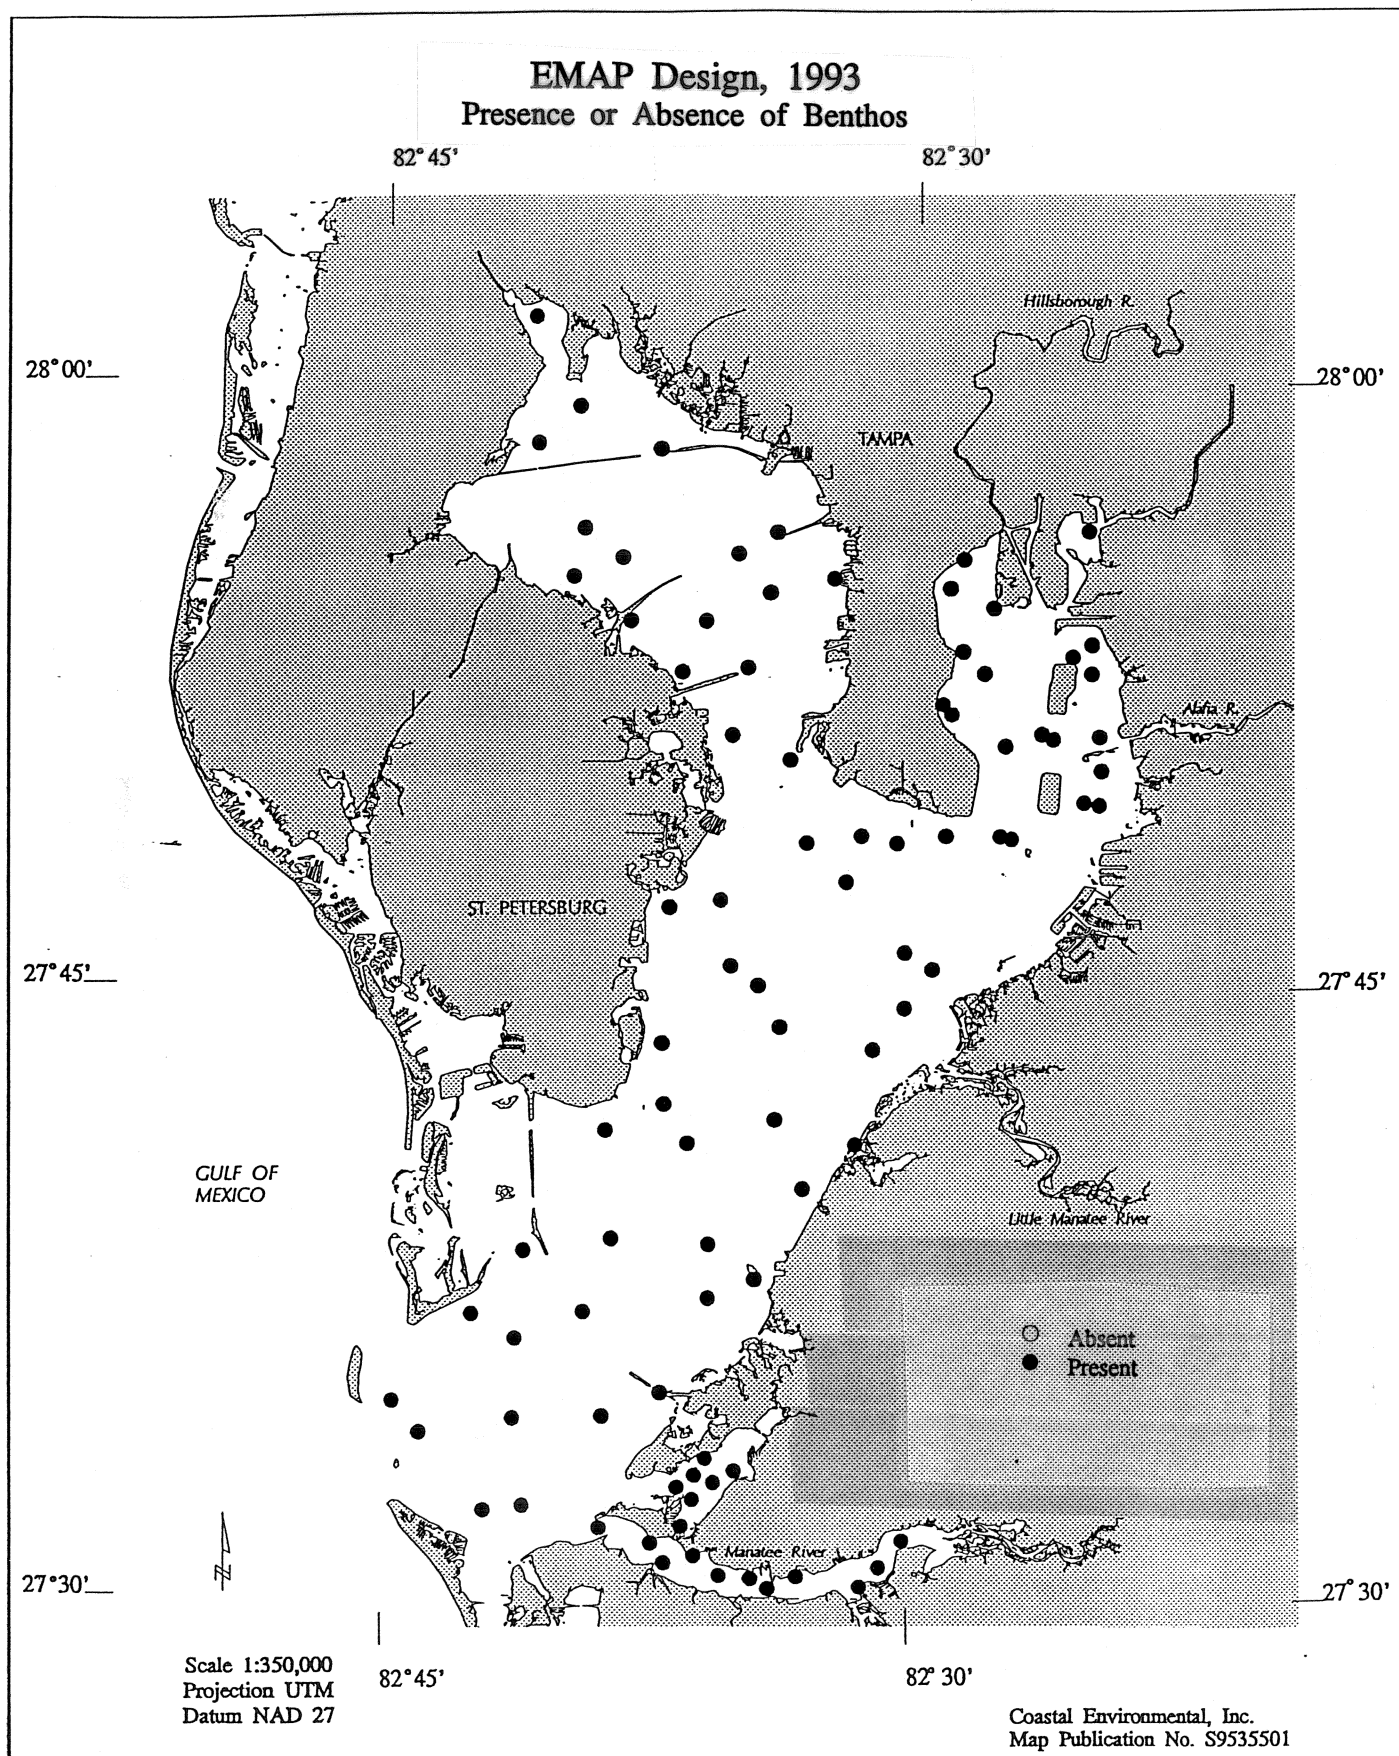 EMAP Design, 1993
Presence or Absence of Benthos
82°45'
82°30'
Hillsborough R.
28°00'
28°00'
TAMPA
Alafia R.
ST. PETERSBURG
27°45'
27°45'
GULF OF
MEXICO
Little Manatee River
Absent
Present
Manatee River
N
27°30'
27°30'
82°45'
82°30'
Scale 1:350,000
Projection UTM
Datum NAD 27
Coastal Environmental, Inc.
Map Publication No. S9535501